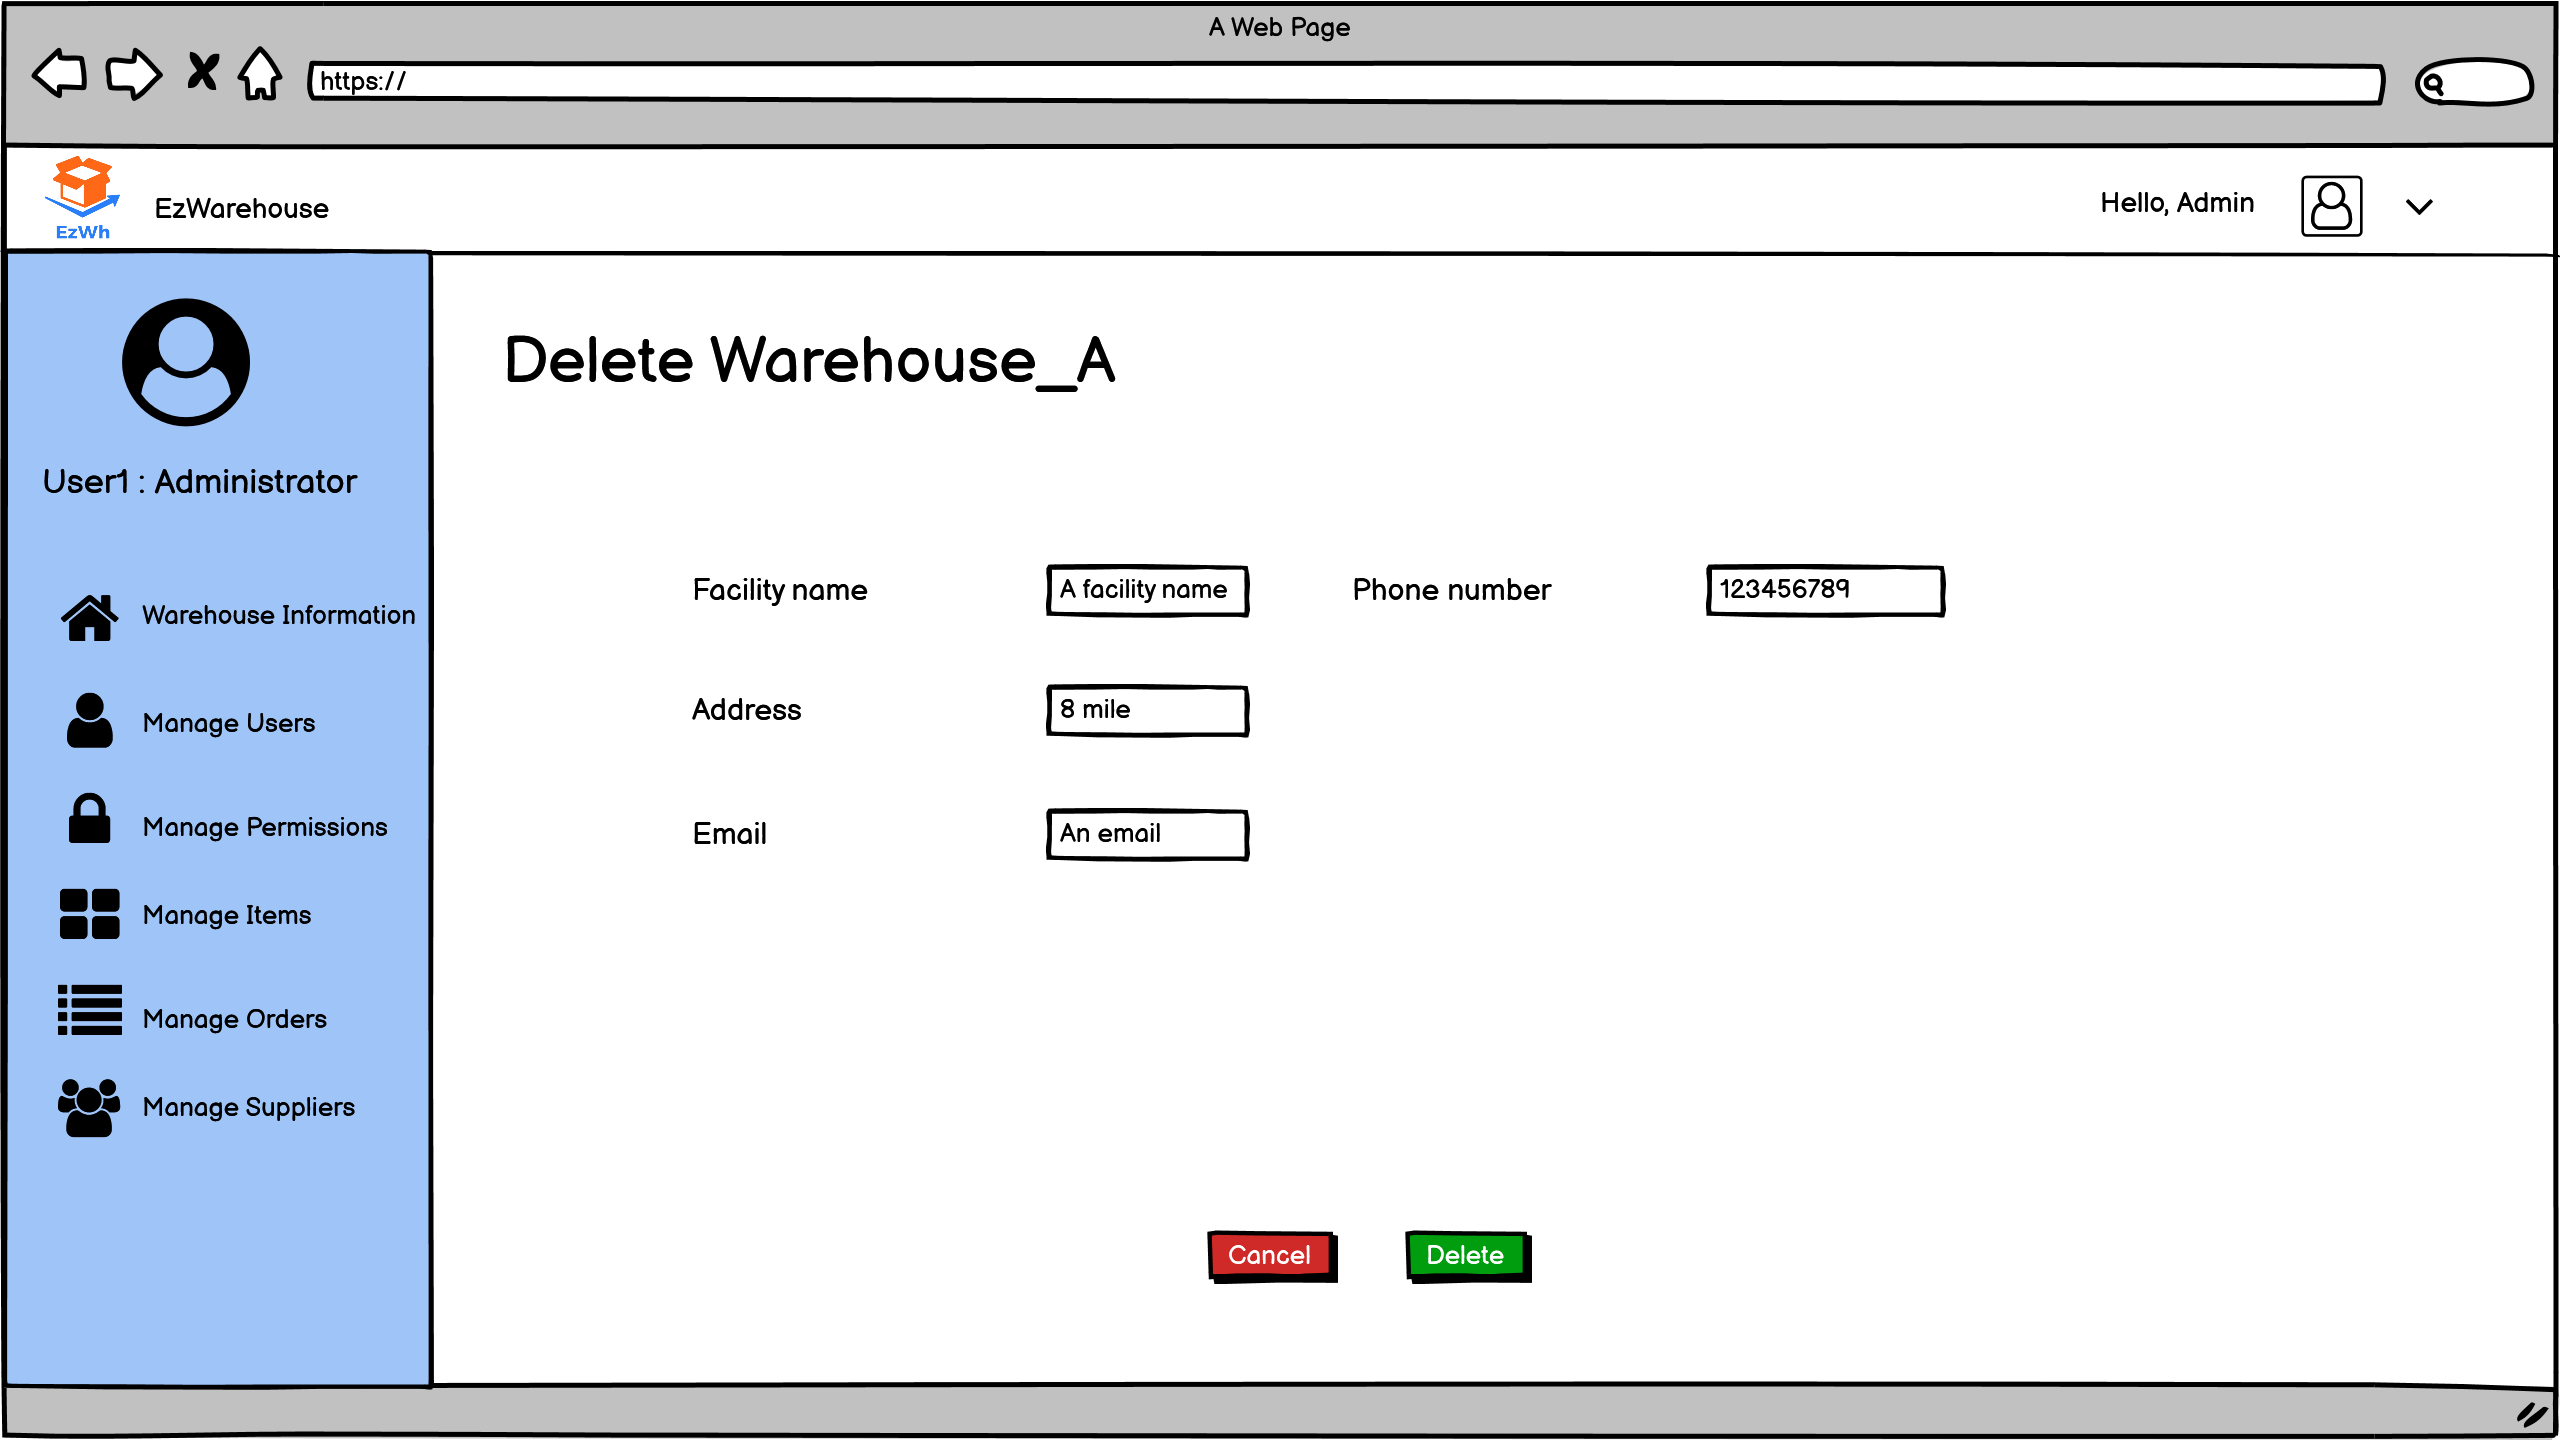 A Web Page
https://
EzWh
EzWarehouse
Hello, Admin
User1 : Administrator
Warehouse Information
Manage Users
Manage Permissions
Manage Items
Manage Orders
Manage Suppliers
Delete Warehouse_A
Facility name
A facility name
Phone number
123456789
Address
8 mile
Email
An email
Cancel
Delete